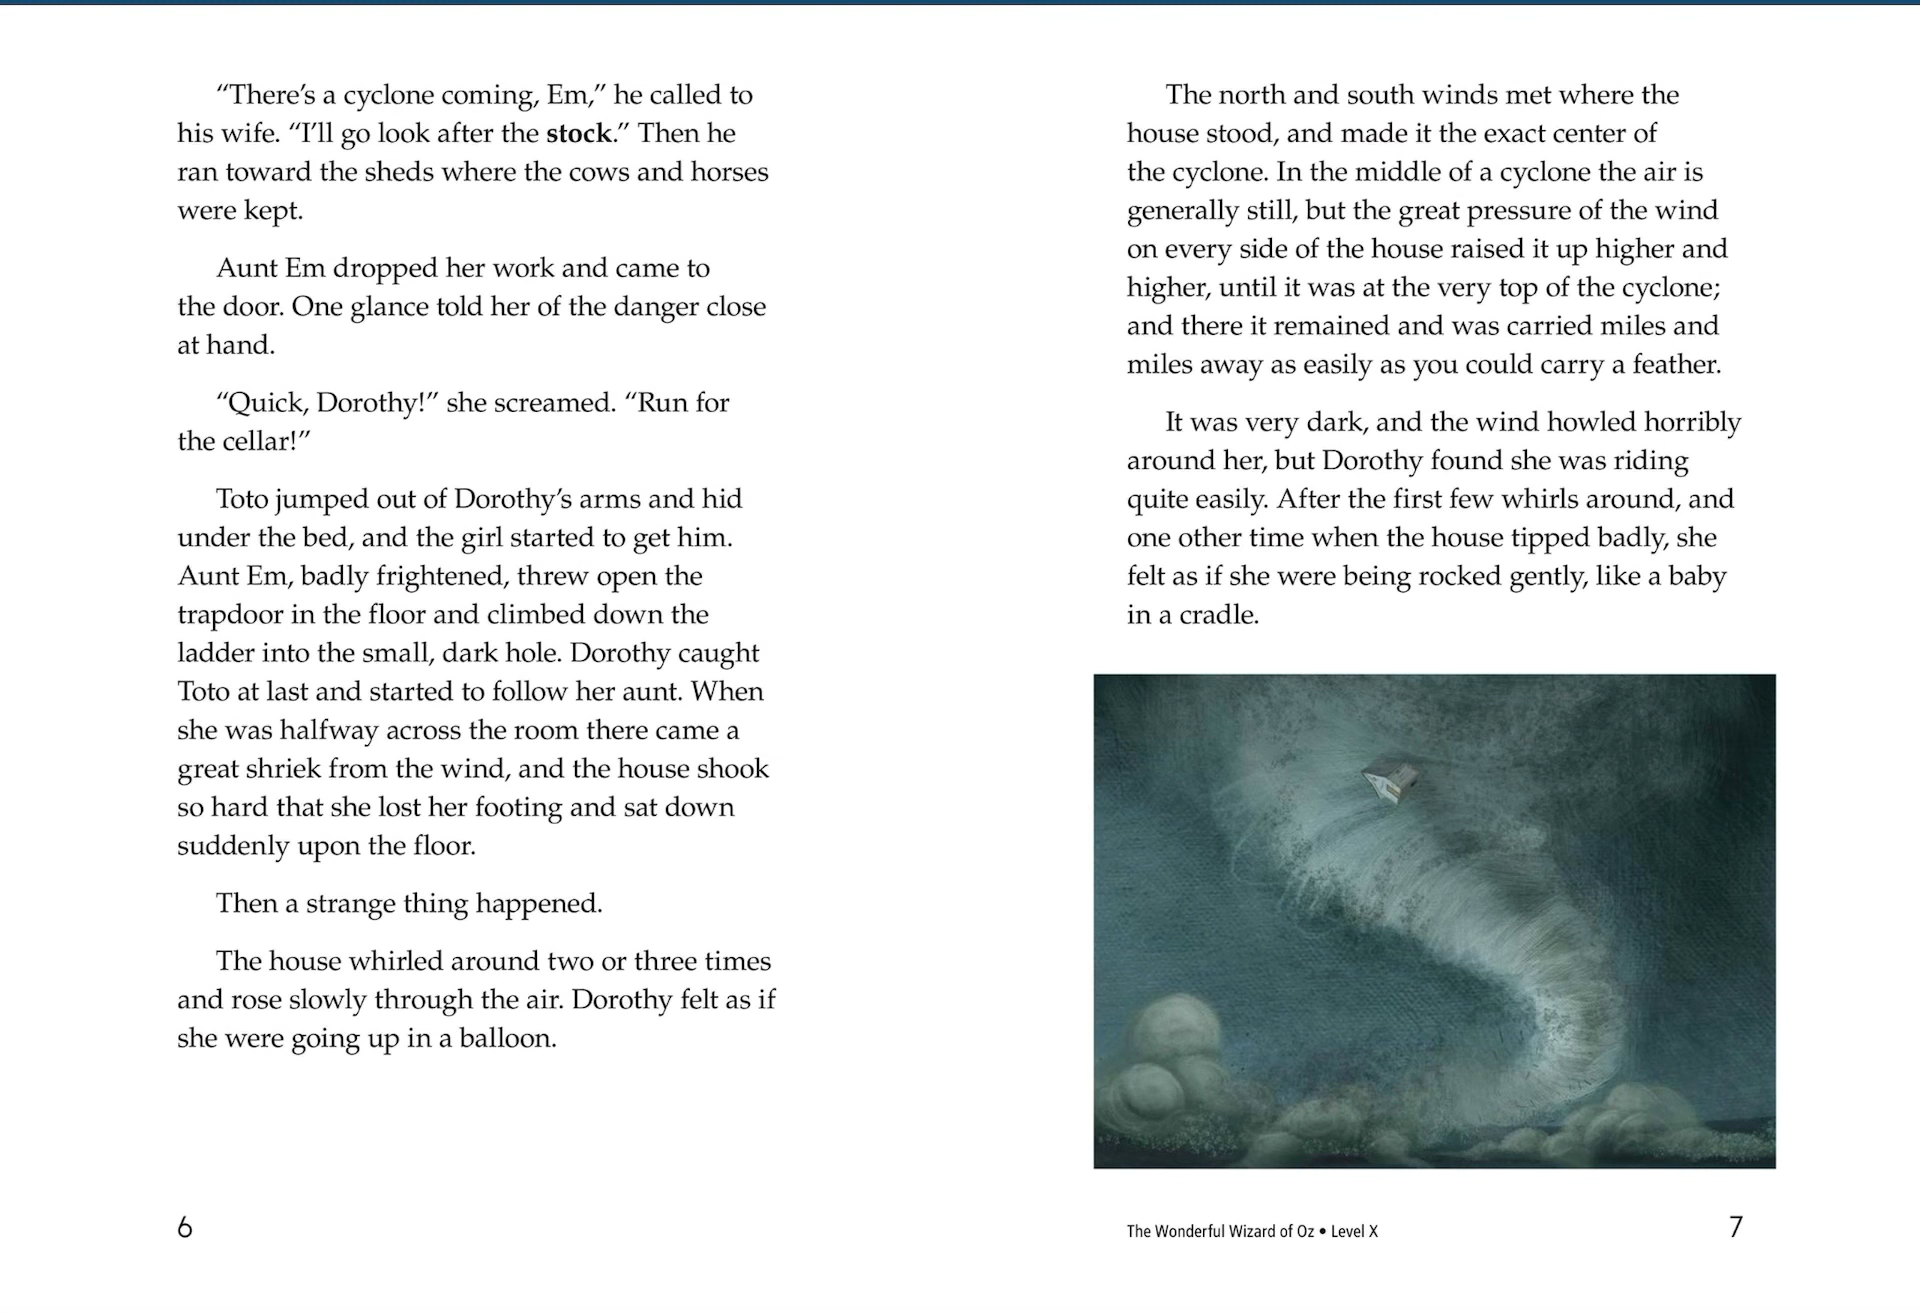 “There’s a cyclone coming, Em,” he called to
his wife. “I’ll go look after the stock.” Then he
ran toward the sheds where the cows and horses
were kept.
Aunt Em dropped her work and came to
the door. One glance told her of the danger close
at hand.
“Quick, Dorothy!” she screamed. “Run for
the cellar!”
Toto jumped out of Dorothy’s arms and hid
under the bed, and the girl started to get him.
Aunt Em, badly frightened, threw open the
trapdoor in the floor and climbed down the
ladder into the small, dark hole. Dorothy caught
Toto at last and started to follow her aunt. When
she was halfway across the room there came a
great shriek from the wind, and the house shook
so hard that she lost her footing and sat down
suddenly upon the floor.
Then a strange thing happened.
The house whirled around two or three times
and rose slowly through the air. Dorothy felt as if
she were going up in a balloon.
6
The north and south winds met where the
house stood, and made it the exact center of
the cyclone. In the middle of a cyclone the air is
generally still, but the great pressure of the wind
on every side of the house raised it up higher and
higher, until it was at the very top of the cyclone;
and there it remained and was carried miles and
miles away as easily as you could carry a feather.
It was very dark, and the wind howled horribly
around her, but Dorothy found she was riding
quite easily. After the first few whirls around, and
one other time when the house tipped badly, she
felt as if she were being rocked gently, like a baby
in a cradle.
The Wonderful Wizard of Oz • Level X
7